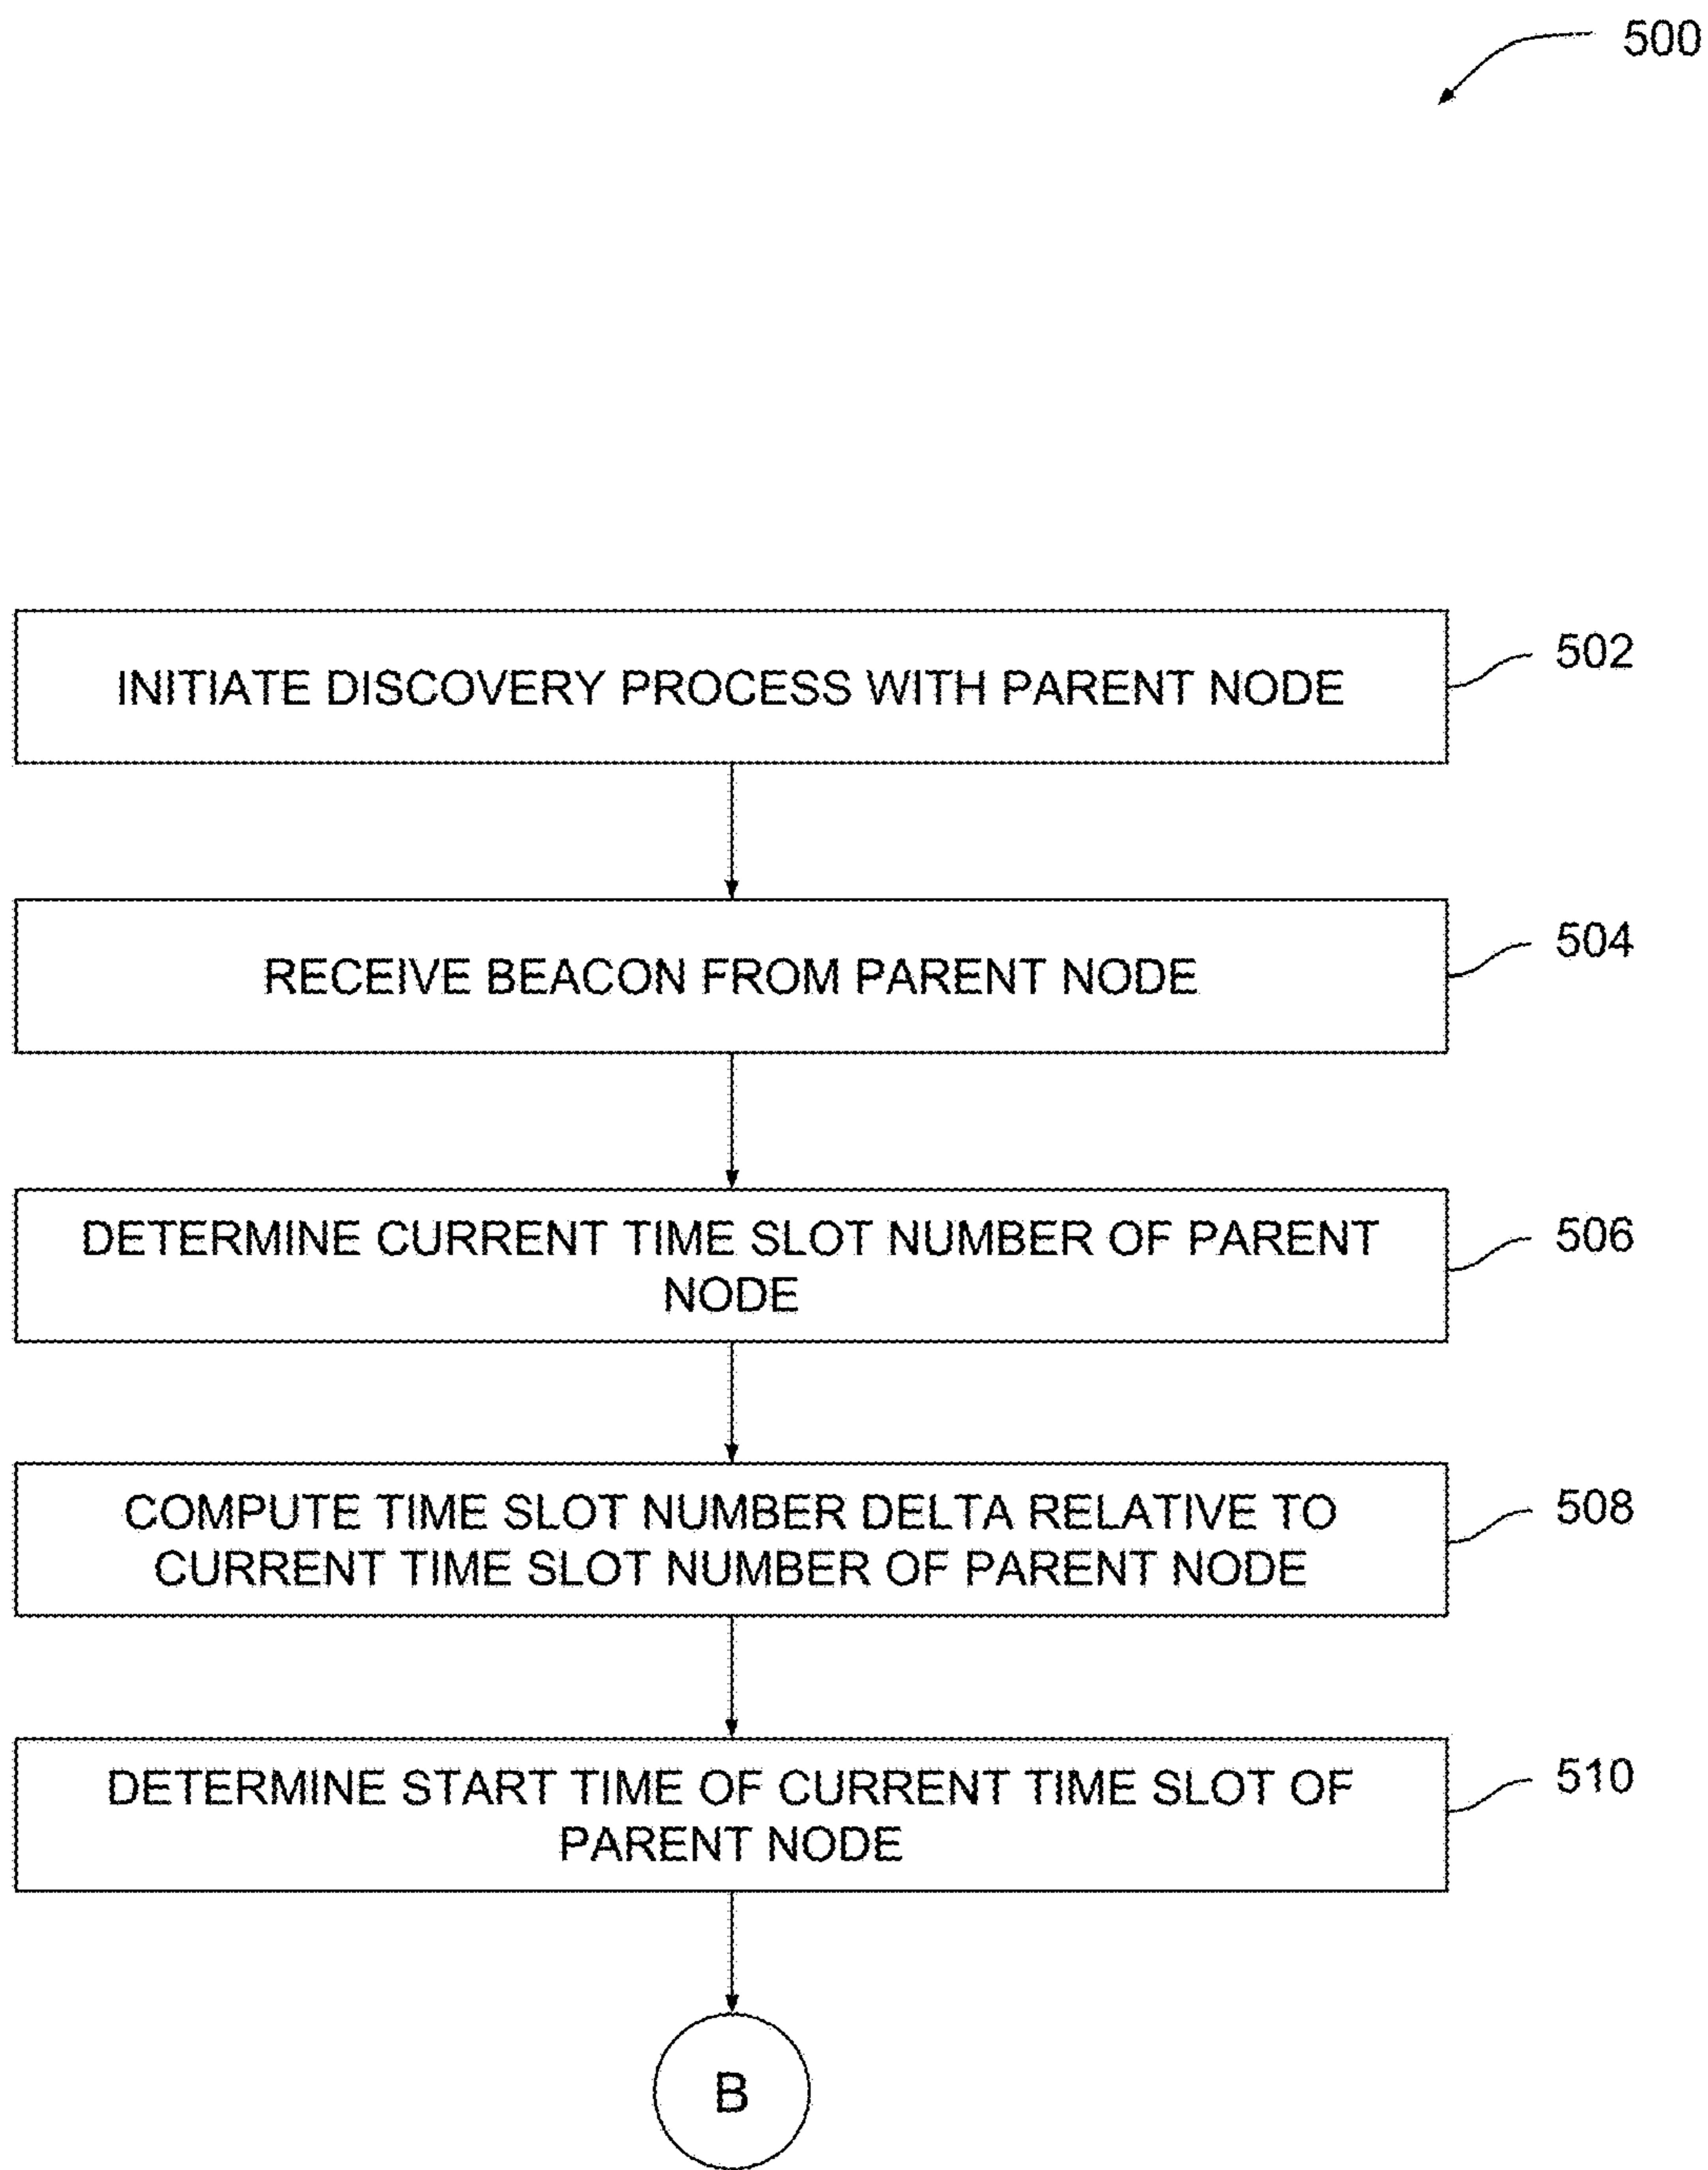 500
INITIATE DISCOVERY PROCESS WITH PARENT NODE
502
RECEIVE BEACON FROM PARENT NODE
504
DETERMINE CURRENT TIME SLOT NUMBER OF PARENT
NODE
506
COMPUTE TIME SLOT NUMBER DELTA RELATIVE TO
CURRENT TIME SLOT NUMBER OF PARENT NODE
508
DETERMINE START TIME OF CURRENT TIME SLOT OF
PARENT NODE
510
B